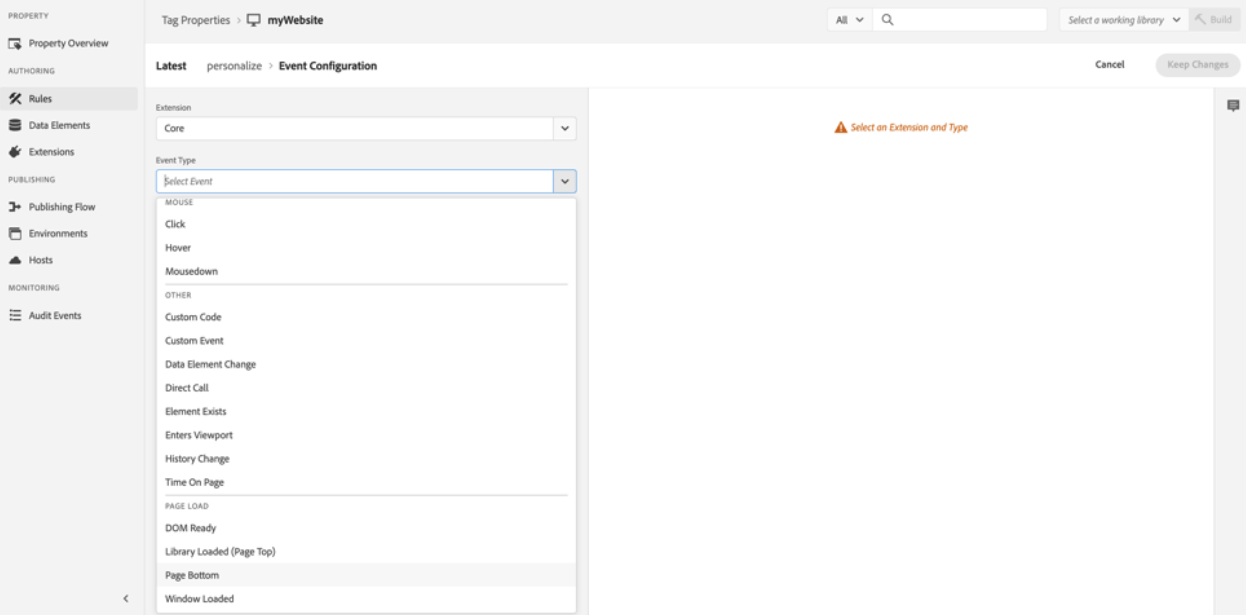 PROPERTY
Property Overview
AUTHORING
Rules
Data Elements
Extensions
PUBLISHING
Publishing Flow
Environments
Hosts
MONITORING
Audit Events
Tag Properties > myWebsite
All
Select a working library
Build
Latest personalize > Event Configuration
Cancel
Keep Changes
Extension
Core
Event Type
Select Event
MOUSE
Click
Hover
Mousedown
OTHER
Custom Code
Custom Event
Data Element Change
Direct Call
Element Exists
Enters Viewport
History Change
Time On Page
PAGE LOAD
DOM Ready
Library Loaded (Page Top)
Page Bottom
Window Loaded
Select an Extension and Type